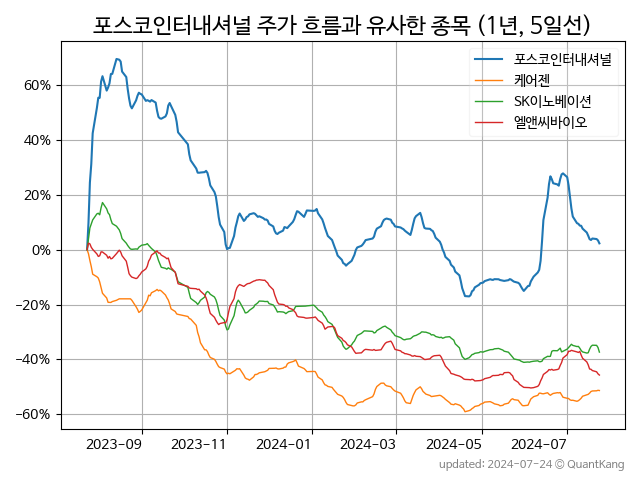 포스코인터내셔널 주가 흐름과 유사한 종목 (1년, 5일선)
포스코인터내셔널
케어젠
SK이노베이션
엘앤씨바이오
60%
40%
20%
0%
−20%
−40%
−60%
2023-09
2023-11
2024-01
2024-03
2024-05
2024-07
updated: 2024-07-24 © QuantKang